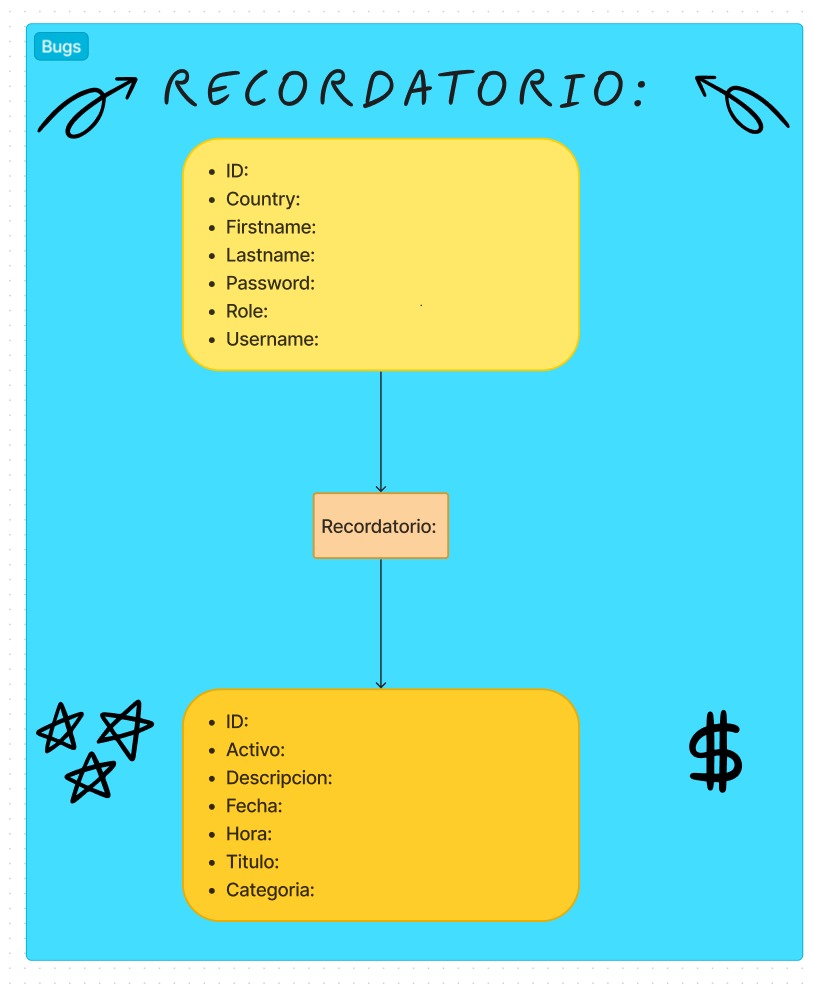 Bugs
RECORDATORIO:
• ID:
• Country:
• Firstname:
• Lastname:
• Password:
• Role:
• Username:
Recordatorio:
• ID:
• Activo:
• Descripcion:
• Fecha:
• Hora:
• Titulo:
• Categoria:
$